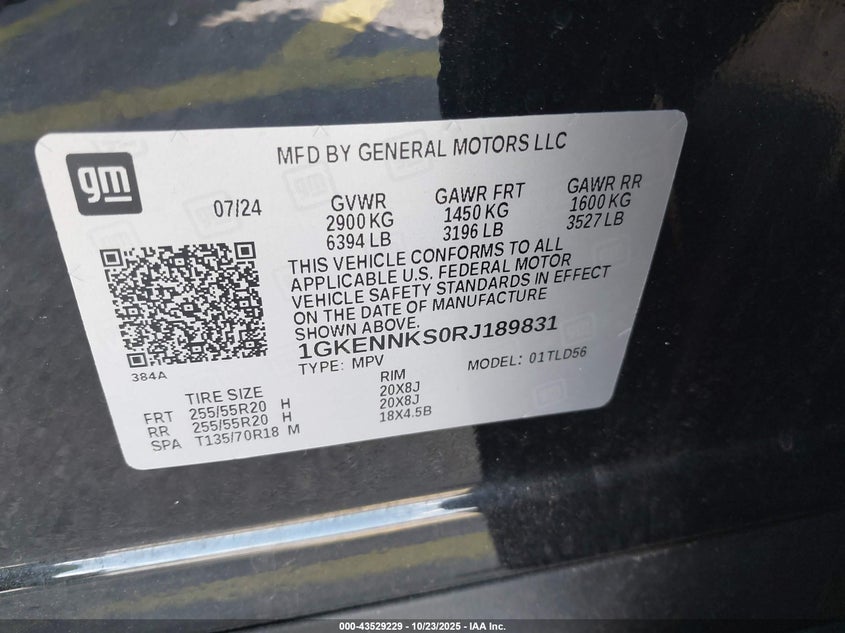 gm
MFD BY GENERAL MOTORS LLC
07/24
GVWR
2900 KG
6394 LB
GAWR FRT
1450 KG
3196 LB
GAWR RR
1600 KG
3527 LB
THIS VEHICLE CONFORMS TO ALL
APPLICABLE U.S. FEDERAL MOTOR
VEHICLE SAFETY STANDARDS IN EFFECT
ON THE DATE OF MANUFACTURE
SHOWN ABOVE.
1GKENNKS0RJ189831
TYPE: MPV MODEL: 01TLD56
384A
TIRE SIZE RIM
FRT 255/55R20 H 20X8J
RR 255/55R20 H 20X8J
SPA T135/70R18 M 18X4.5B
000-43529229 - 10/23/2025 - IAA Inc.